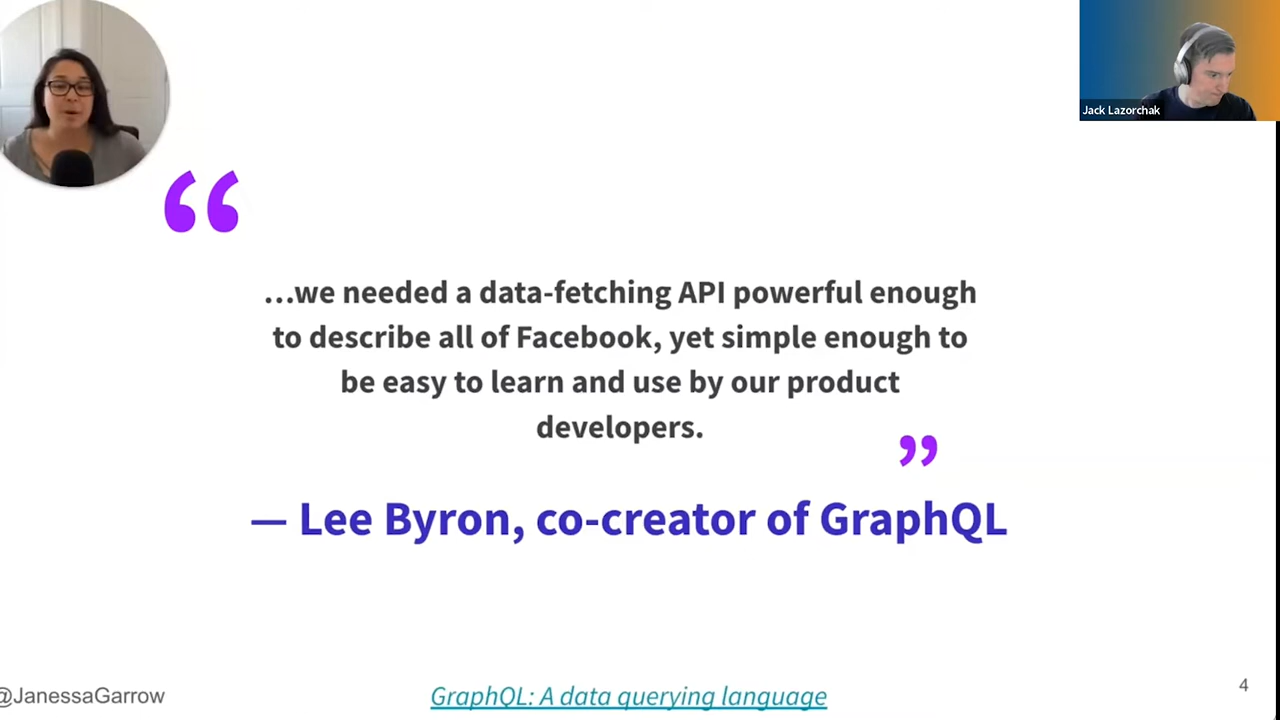 Jack Lazorchak
“
…we needed a data-fetching API powerful enough
to describe all of Facebook, yet simple enough to
be easy to learn and use by our product
developers.
”
— Lee Byron, co-creator of GraphQL
@JanessaGarrow
GraphQL: A data querying language
4